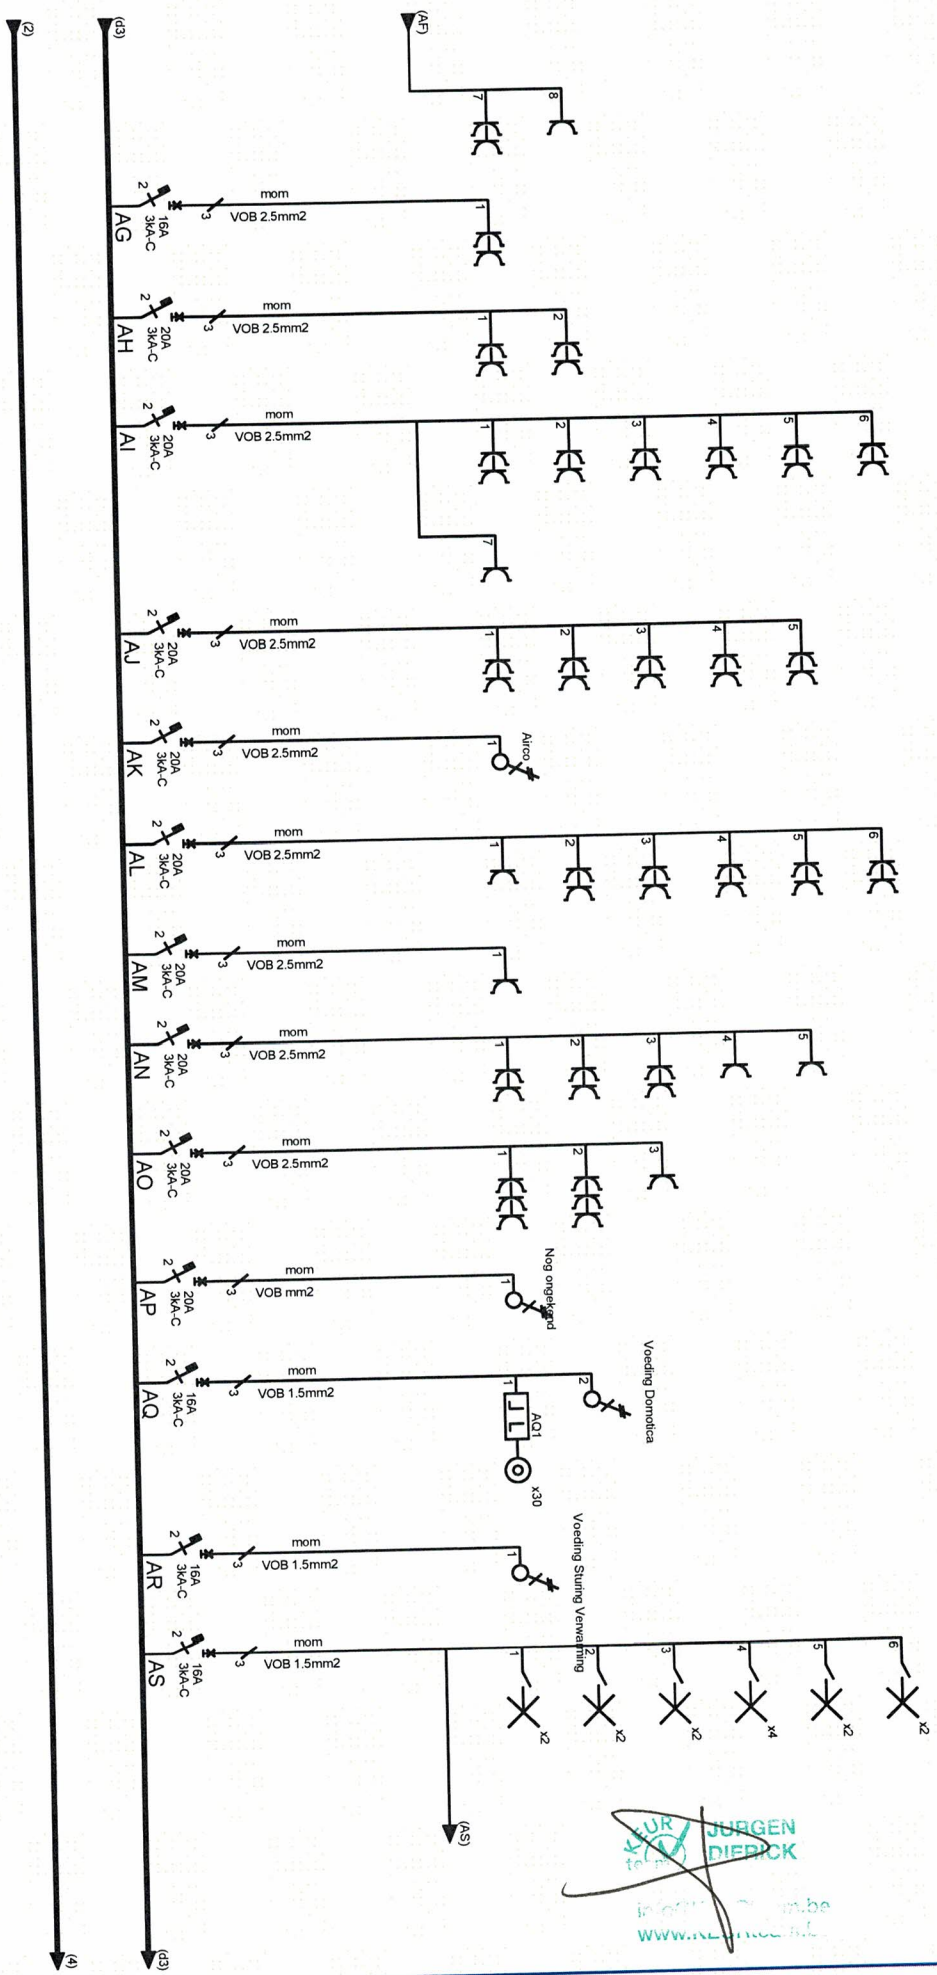 (2)
(d3)
(AF)
7
8
AG
2
16A
3kA-C
3
mom
VOB 2.5mm2
1
AH
2
20A
3kA-C
3
mom
VOB 2.5mm2
1
2
AI
2
20A
3kA-C
3
mom
VOB 2.5mm2
1
2
3
4
5
6
7
AJ
2
20A
3kA-C
3
mom
VOB 2.5mm2
1
2
3
4
5
AK
2
20A
3kA-C
3
mom
VOB 2.5mm2
1
Airco
AL
2
20A
3kA-C
3
mom
VOB 2.5mm2
1
2
3
4
5
6
AM
2
20A
3kA-C
3
mom
VOB 2.5mm2
1
AN
2
20A
3kA-C
3
mom
VOB 2.5mm2
1
2
3
4
5
AO
2
20A
3kA-C
3
mom
VOB 2.5mm2
1
2
3
AP
2
20A
3kA-C
3
mom
VOB mm2
1
Nog ongekend
AQ
2
16A
3kA-C
3
mom
VOB 1.5mm2
1
AQ1
x30
2
Voeding Domotica
AR
2
16A
3kA-C
3
mom
VOB 1.5mm2
1
Voeding Sturing Verwarming
AS
2
16A
3kA-C
3
mom
VOB 1.5mm2
1
x2
2
x2
3
x2
4
x4
5
x2
6
x2
(AS)
KEUR
JURGEN
DIERICK
(4)
(d3)